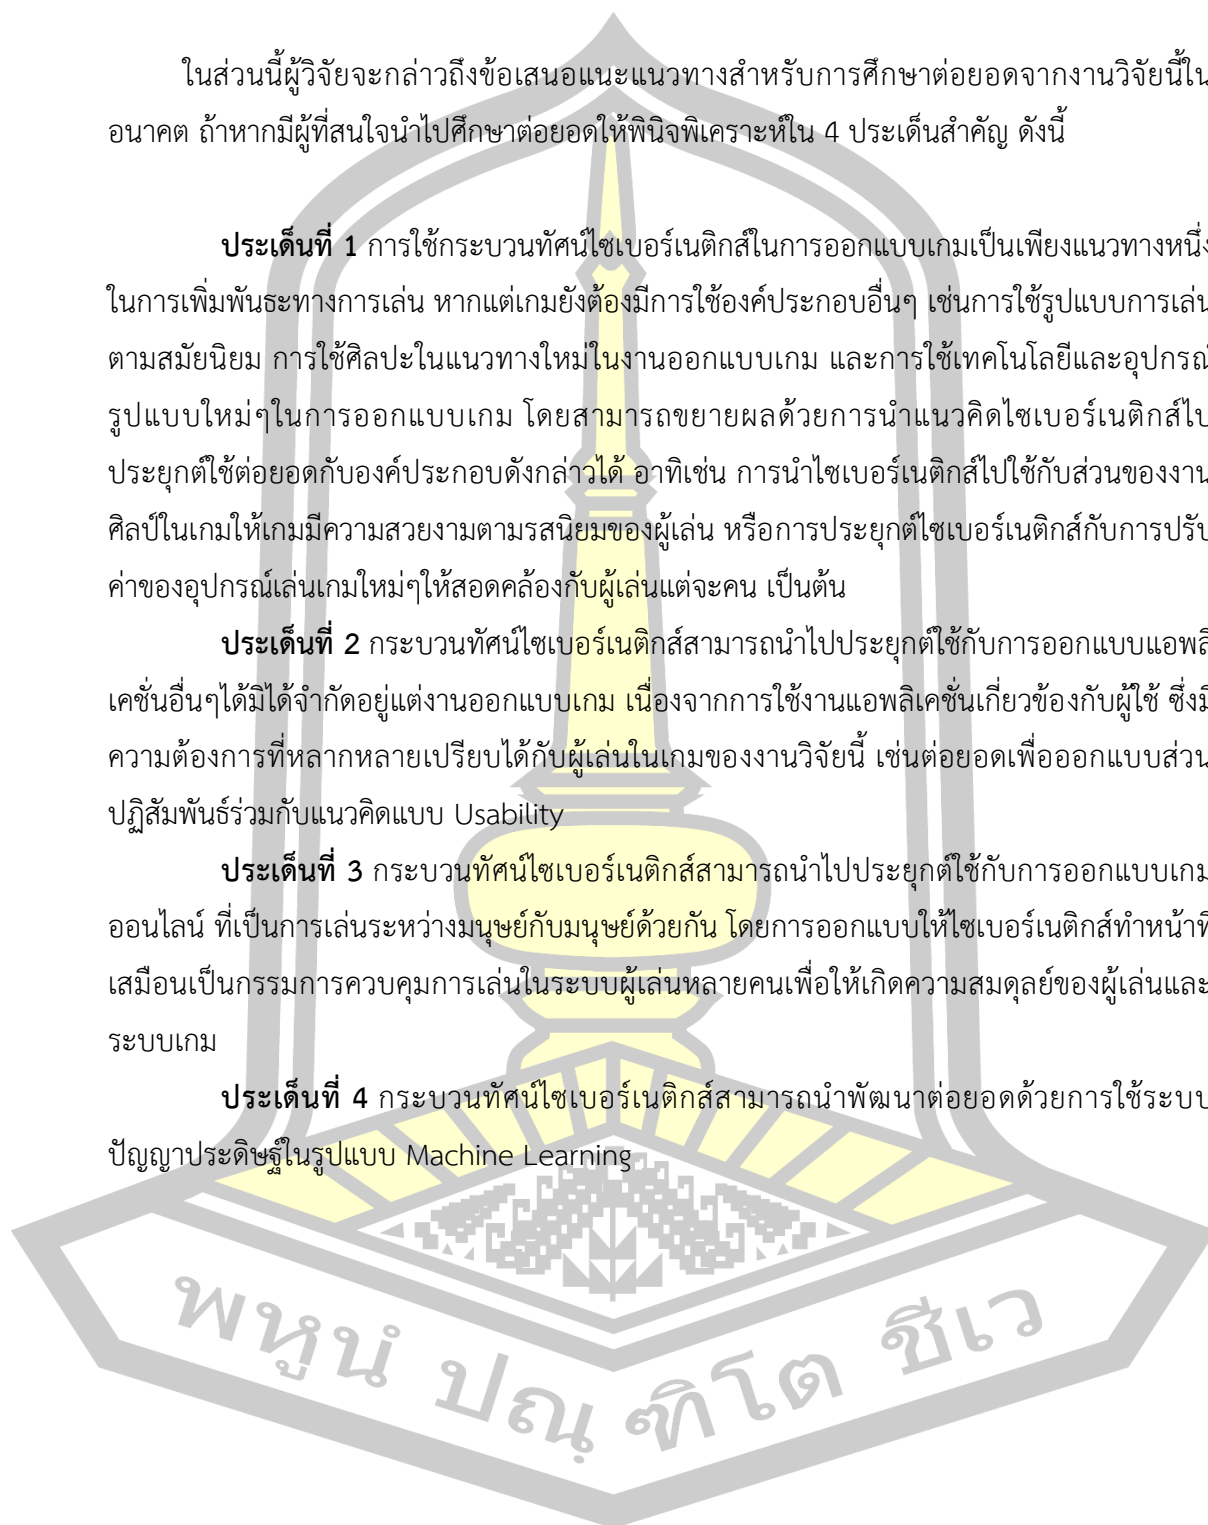 ในส่วนนี้ผู้วิจัยจะกล่าวถึงข้อเสนอแนะแนวทางสำหรับการศึกษาต่อยอดจากงานวิจัยนี้ใน
อนาคต ถ้าหากมีผู้ที่สนใจนำไปศึกษาต่อยอดให้พินิจพิเคราะห์ใน 4 ประเด็นสำคัญ ดังนี้
ประเด็นที่ 1 การใช้กระบวนทัศน์ไซเบอร์เนติกส์ในการออกแบบเกมเป็นเพียงแนวทางหนึ่ง
ในการเพิ่มพันธะทางการเล่น หากแต่เกมยังต้องมีการใช้องค์ประกอบอื่นๆ เช่นการใช้รูปแบบการเล่น
ตามสมัยนิยม การใช้ศิลปะในแนวทางใหม่ในงานออกแบบเกม และการใช้เทคโนโลยีและอุปกรณ์
รูปแบบใหม่ๆในการออกแบบเกม โดยสามารถขยายผลด้วยการนำแนวคิดไซเบอร์เนติกส์ไป
ประยุกต์ใช้ต่อยอดกับองค์ประกอบดังกล่าวได้ อาทิเช่น การนำไซเบอร์เนติกส์ไปใช้กับส่วนของงาน
ศิลป์ในเกมให้เกมมีความสวยงามตามรสนิยมของผู้เล่น หรือการประยุกต์ไซเบอร์เนติกส์กับการปรับ
ค่าของอุปกรณ์เล่นเกมใหม่ๆให้สอดคล้องกับผู้เล่นแต่จะคน เป็นต้น
ประเด็นที่ 2 กระบวนทัศน์ไซเบอร์เนติกส์สามารถนำไปประยุกต์ใช้กับการออกแบบแอพลิ
เคชั่นอื่นๆได้มิได้จำกัดอยู่แต่งานออกแบบเกม เนื่องจากการใช้งานแอพลิเคชั่นเกี่ยวข้องกับผู้ใช้ ซึ่งมี
ความต้องการที่หลากหลายเปรียบได้กับผู้เล่นในเกมของงานวิจัยนี้ เช่นต่อยอดเพื่อออกแบบส่วน
ปฏิสัมพันธ์ร่วมกับแนวคิดแบบ Usability
ประเด็นที่ 3 กระบวนทัศน์ไซเบอร์เนติกส์สามารถนำไปประยุกต์ใช้กับการออกแบบเกม
ออนไลน์ ที่เป็นการเล่นระหว่างมนุษย์กับมนุษย์ด้วยกัน โดยการออกแบบให้ไซเบอร์เนติกส์ทำหน้าที่
เสมือนเป็นกรรมการควบคุมการเล่นในระบบผู้เล่นหลายคนเพื่อให้เกิดความสมดุลย์ของผู้เล่นและ
ระบบเกม
ประเด็นที่ 4 กระบวนทัศน์ไซเบอร์เนติกส์สามารถนำพัฒนาต่อยอดด้วยการใช้ระบบ
ปัญญาประดิษฐ์ในรูปแบบ Machine Learning
พหูนํ ปณฺฑิโต ชีเว